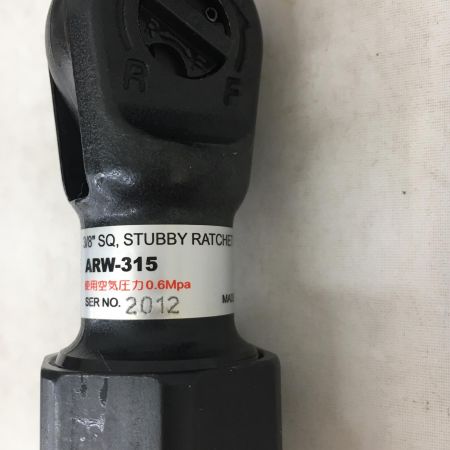 R F
3/8" SQ, STUBBY RATCHET
ARW-315
使用空気圧力0.6Mpa
SER NO. 2012